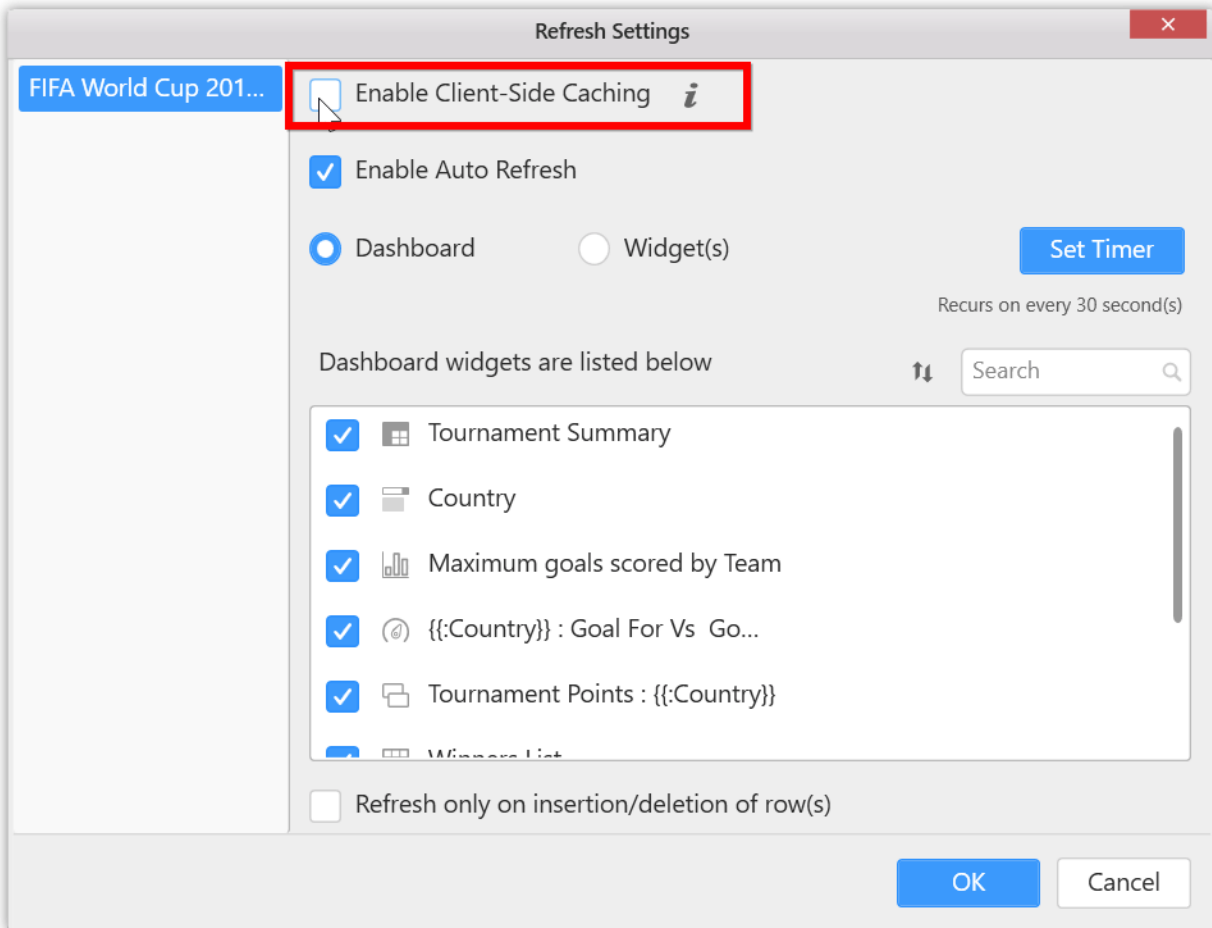 Refresh Settings
FIFA World Cup 201...
Enable Client-Side Caching i
Enable Auto Refresh
Dashboard
Widget(s)
Set Timer
Recurs on every 30 second(s)
Dashboard widgets are listed below
Search
Tournament Summary
Country
Maximum goals scored by Team
{{:Country}} : Goal For Vs  Go...
Tournament Points : {{:Country}}
Winners List
Refresh only on insertion/deletion of row(s)
OK
Cancel